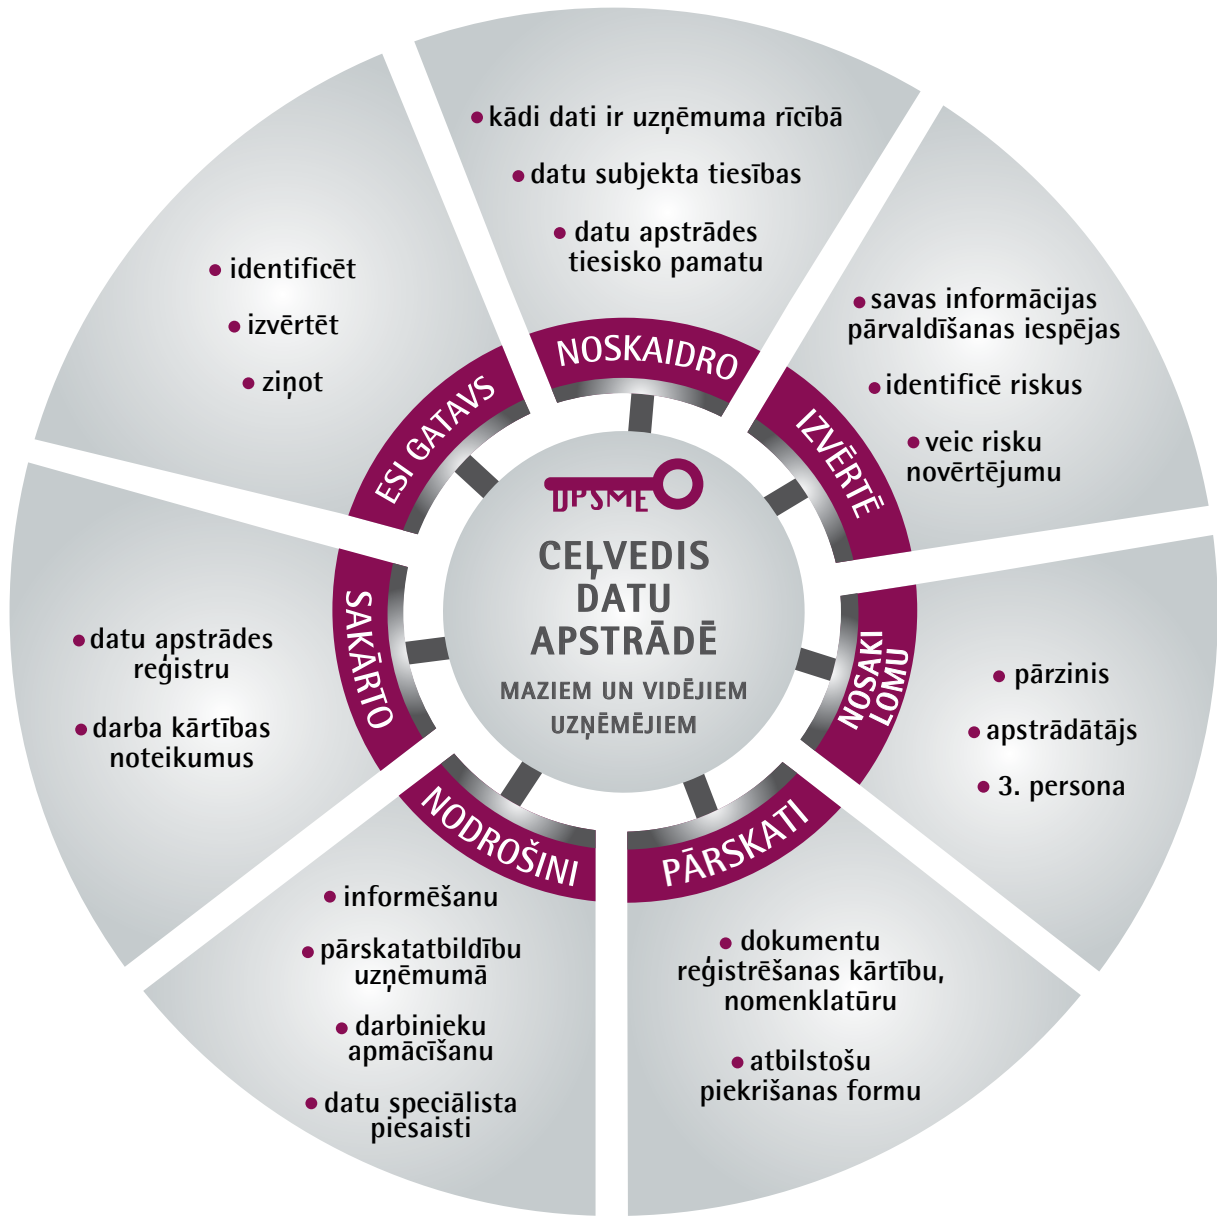 • kādi dati ir uzņēmuma rīcībā
• datu subjekta tiesības
• datu apstrādes
tiesisko pamatu
NOSKAIDRO
• savas informācijas
pārvaldīšanas iespējas
• identificē riskus
• veic risku
novērtējumu
IZVĒRTĒ
• pārzinis
• apstrādātājs
• 3. persona
NOSAKI
LOMU
• dokumentu
reģistrēšanas kārtību,
nomenklatūru
• atbilstošu
piekrišanas formu
PĀRSKATI
• informēšanu
• pārskatatbildību
uzņēmumā
• darbinieku
apmācīšanu
• datu speciālista
piesaisti
NODROŠINI
• datu apstrādes
reģistru
• darba kārtības
noteikumus
SAKĀRTO
• identificēt
• izvērtēt
• ziņot
ESI GATAVS
DPSME
CEĻVEDIS
DATU
APSTRĀDĒ
MAZIEM UN VIDĒJIEM
UZŅĒMĒJIEM